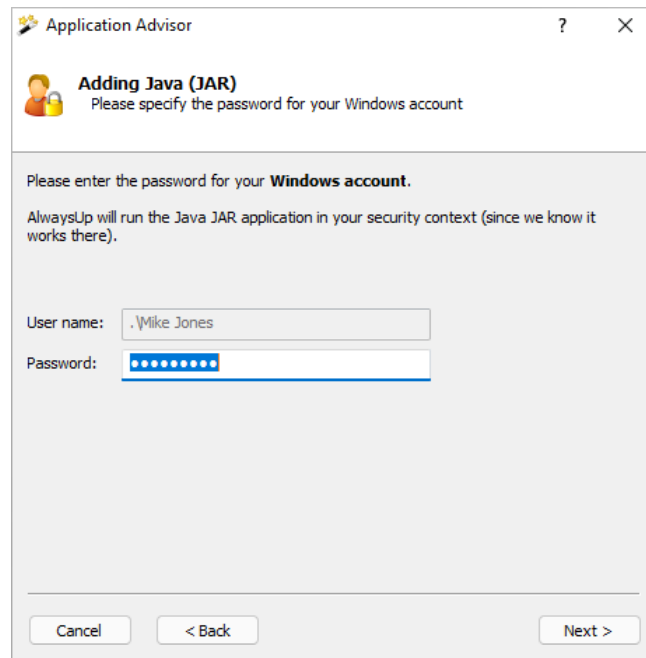 Application Advisor
?
Adding Java (JAR)
Please specify the password for your Windows account
Please enter the password for your Windows account.
AlwaysUp will run the Java JAR application in your security context (since we know it
works there).
User name: .\Mike Jones
Password: •••••••••
Cancel < Back Next >